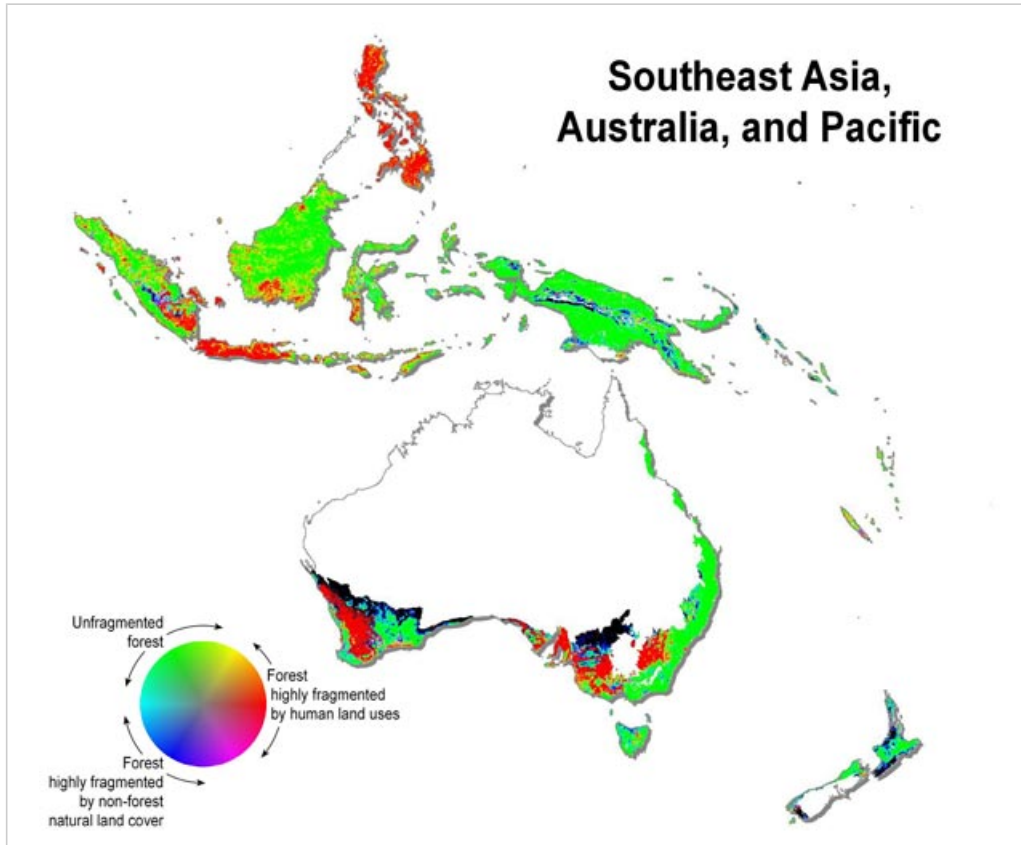 Southeast Asia,
Australia, and Pacific
Unfragmented
forest
Forest
highly fragmented
by human land uses
Forest
highly fragmented
by non-forest
natural land cover